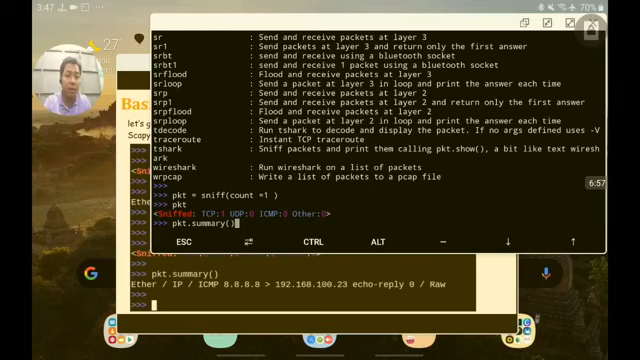 3:47
70%
27°
Basi
let's g
Scapy
sr : Send and receive packets at layer 3
sr1 : Send packets at layer 3 and return only the first answer
srbt : send and receive using a bluetooth socket
srbt1 : send and receive 1 packet using a bluetooth socket
srflood : Flood and receive packets at layer 3
srloop : Send a packet at layer 3 in loop and print the answer each time
srp : Send and receive packets at layer 2
srp1 : Send and receive packets at layer 2 and return only the first answer
srpflood : Flood and receive packets at layer 2
srploop : Send a packet at layer 2 in loop and print the answer each time
tdecode : Run tshark to decode and display the packet. If no args defined uses -V
traceroute : Instant TCP traceroute
tshark : Sniff packets and print them calling pkt.show(), a bit like text wiresh
ark
wireshark : Run wireshark on a list of packets
wrpcap : Write a list of packets to a pcap file
>>>
>>> pkt = sniff(count =1 )
>>> pkt
<Sniffed: TCP:1 UDP:0 ICMP:0 Other:0>
>>> pkt.summary()
ESC CTRL ALT
6:57
>>> pkt.summary()
Ether / IP / ICMP 8.8.8.8 > 192.168.100.23 echo-reply 0 / Raw
>>>
>>>